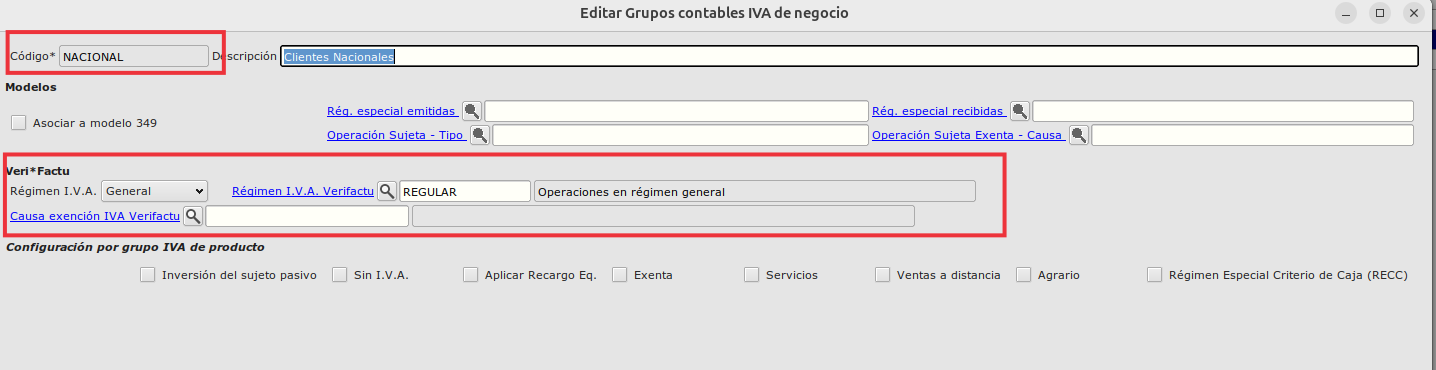 Editar Grupos contables IVA de negocio
Código* NACIONAL Descripción Clientes Nacionales
Modelos
Asociar a modelo 349
Rég. especial emitidas Rég. especial recibidas
Operación Sujeta - Tipo Operación Sujeta Exenta - Causa
Veri*Factu
Régimen I.V.A. General Régimen I.V.A. Verifactu REGULAR Operaciones en régimen general
Causa exención IVA Verifactu
Configuración por grupo IVA de producto
Inversión del sujeto pasivo Sin I.V.A. Aplicar Recargo Eq. Exenta Servicios Ventas a distancia Agrario Régimen Especial Criterio de Caja (RECC)